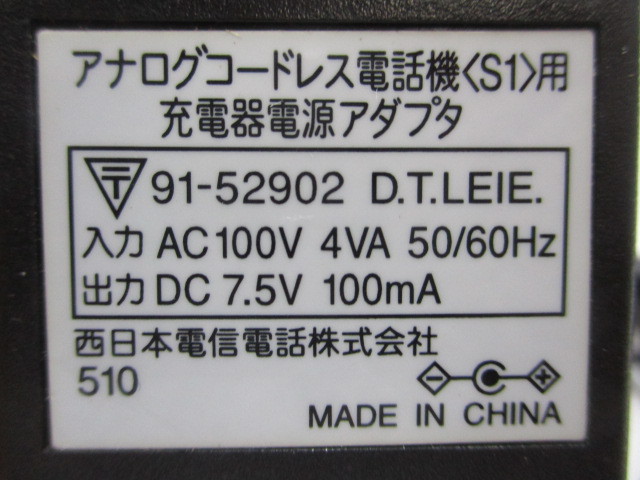 アナログコードレス電話機〈S1〉用
充電器電源アダプタ
〒 91-52902 D.T.LEIE.
入力 AC100V 4VA 50/60Hz
出力 DC 7.5V 100mA
西日本電信電話株式会社
510
MADE IN CHINA